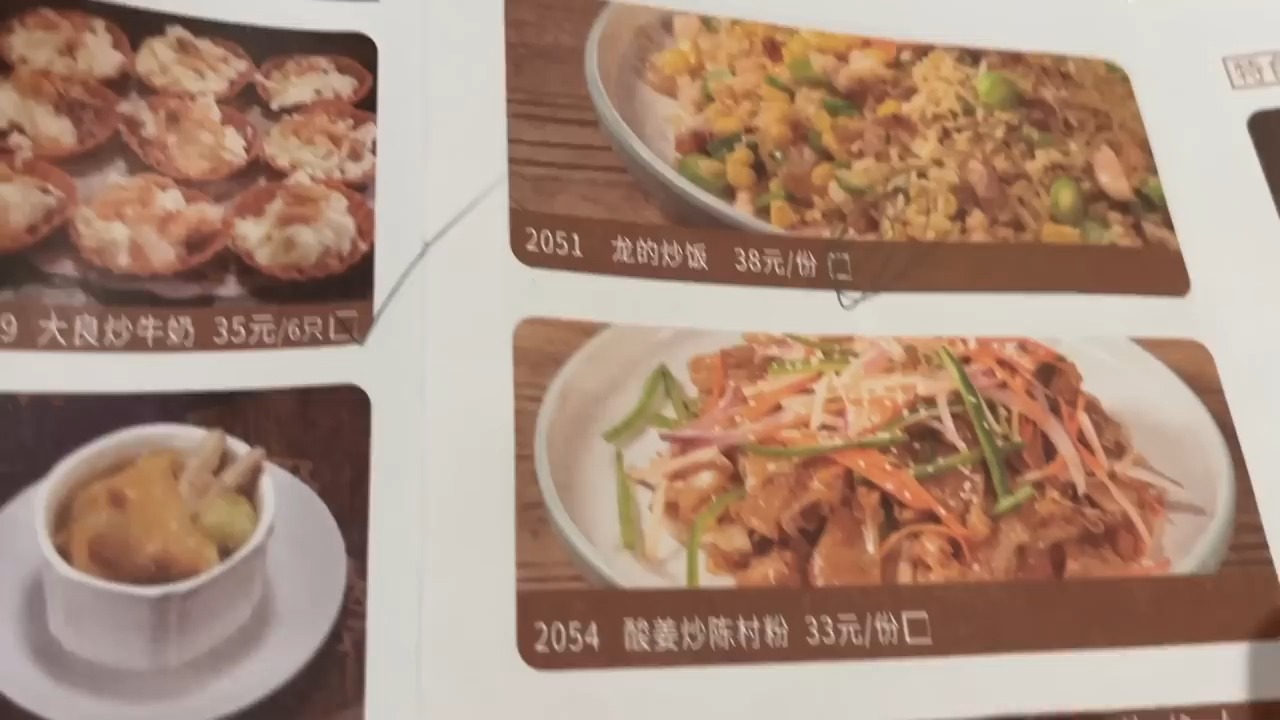 2051 龙的炒饭 38元/份
9 大良炒牛奶 35元/6只
2054 酸姜炒陈村粉 33元/份